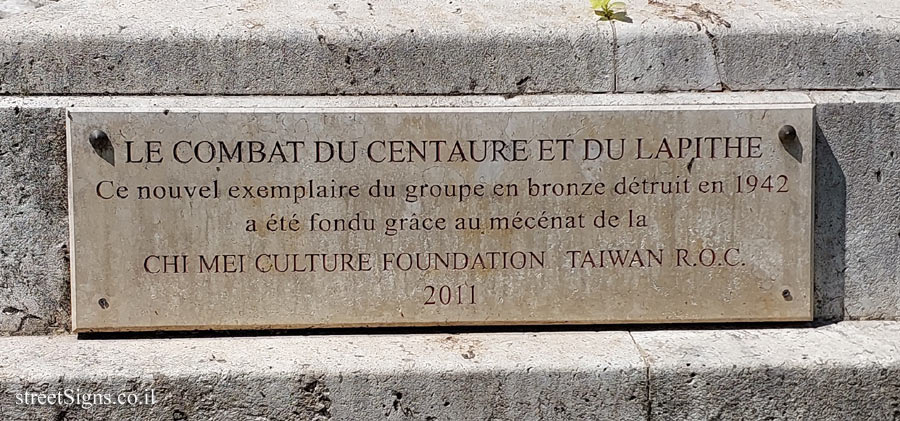 LE COMBAT DU CENTAURE ET DU LAPITHE
Ce nouvel exemplaire du groupe en bronze détruit en 1942
a été fondu grâce au mécénat de la
CHI MEI CULTURE FOUNDATION TAIWAN R.O.C.
2011
streetSigns.co.il